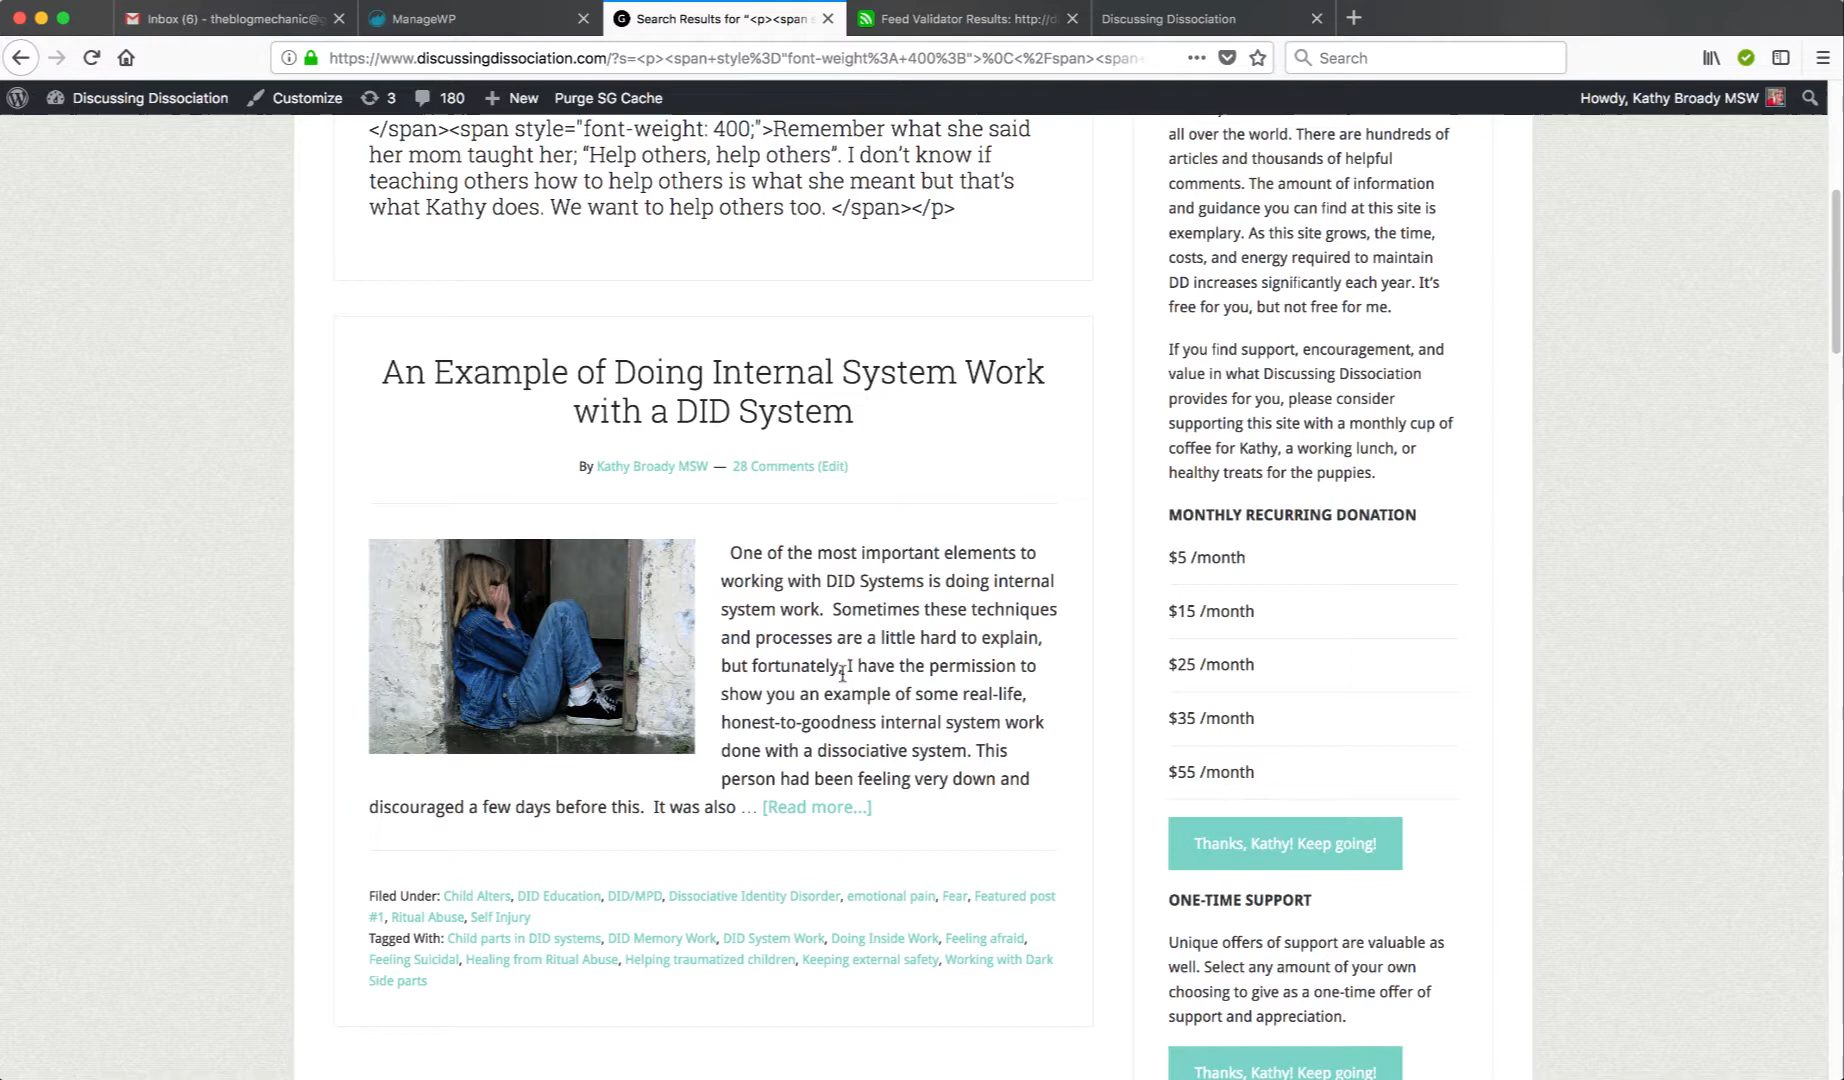 Inbox (6) - theblogmechanic@g
ManageWP
Search Results for “<p><span s
Feed Validator Results: http://d
Discussing Dissociation
https://www.discussingdissociation.com/?s=<p><span+style%3D"font-weight%3A+400%3B">%0C<%2Fspan><span+
Search
Discussing Dissociation
Customize
3
180
New
Purge SG Cache
Howdy, Kathy Broady MSW
</span><span style="font-weight: 400;">Remember what she said
her mom taught her; “Help others, help others”. I don’t know if
teaching others how to help others is what she meant but that’s
what Kathy does. We want to help others too. </span></p>
An Example of Doing Internal System Work
with a DID System
By Kathy Broady MSW — 28 Comments (Edit)
One of the most important elements to
working with DID Systems is doing internal
system work.  Sometimes these techniques
and processes are a little hard to explain,
but fortunately, I have the permission to
show you an example of some real-life,
honest-to-goodness internal system work
done with a dissociative system. This
person had been feeling very down and
discouraged a few days before this.  It was also … [Read more...]
Filed Under: Child Alters, DID Education, DID/MPD, Dissociative Identity Disorder, emotional pain, Fear, Featured post
#1, Ritual Abuse, Self Injury
Tagged With: Child parts in DID systems, DID Memory Work, DID System Work, Doing Inside Work, Feeling afraid,
Feeling Suicidal, Healing from Ritual Abuse, Helping traumatized children, Keeping external safety, Working with Dark
Side parts
all over the world. There are hundreds of
articles and thousands of helpful
comments. The amount of information
and guidance you can find at this site is
exemplary. As this site grows, the time,
costs, and energy required to maintain
DD increases significantly each year. It’s
free for you, but not free for me.
If you find support, encouragement, and
value in what Discussing Dissociation
provides for you, please consider
supporting this site with a monthly cup of
coffee for Kathy, a working lunch, or
healthy treats for the puppies.
MONTHLY RECURRING DONATION
$5 /month
$15 /month
$25 /month
$35 /month
$55 /month
Thanks, Kathy! Keep going!
ONE-TIME SUPPORT
Unique offers of support are valuable as
well. Select any amount of your own
choosing to give as a one-time offer of
support and appreciation.
Thanks, Kathy! Keep going!